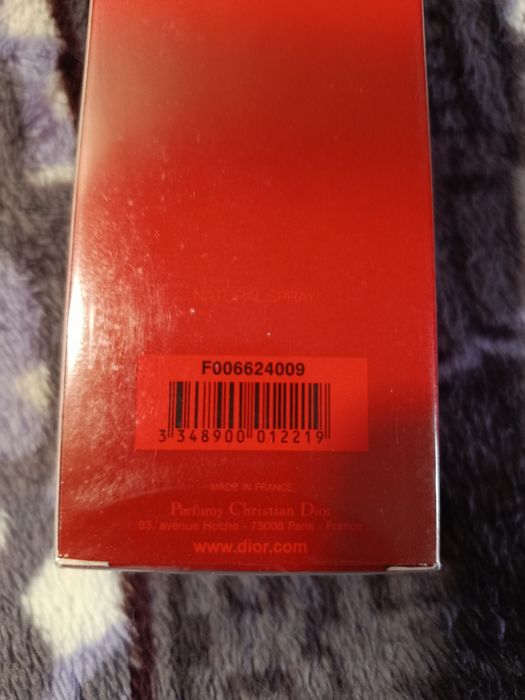 NATURAL SPRAY
F006624009
3 348900 012219
MADE IN FRANCE
Parfums Christian Dior
33, avenue Hoche - 75008 Paris - France
www.dior.com